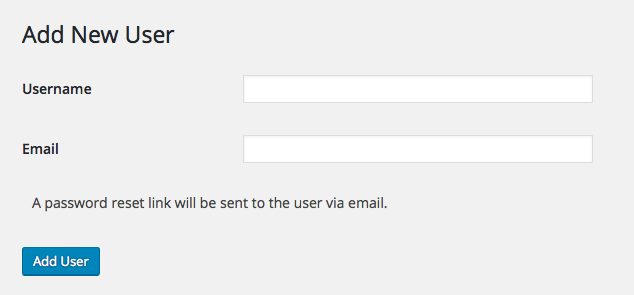 Add New User
Username
Email
A password reset link will be sent to the user via email.
Add User